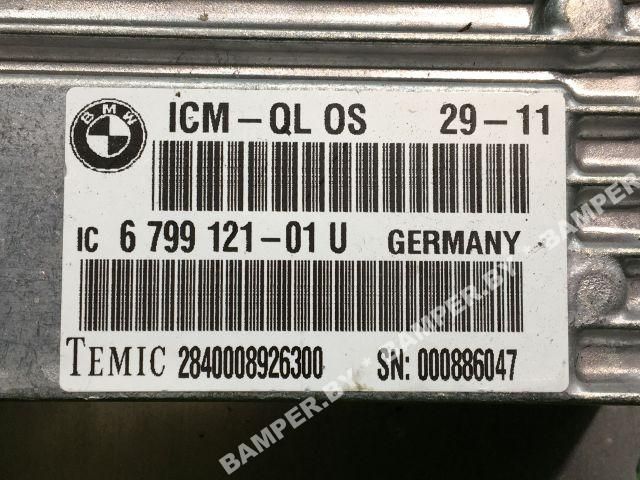 BMW
ICM-QL OS 29-11
IC 6 799 121-01 U GERMANY
TEMIC 2840008926300 SN: 000886047
BAMPER.BY * BAMPER.BY * BAMPER.BY